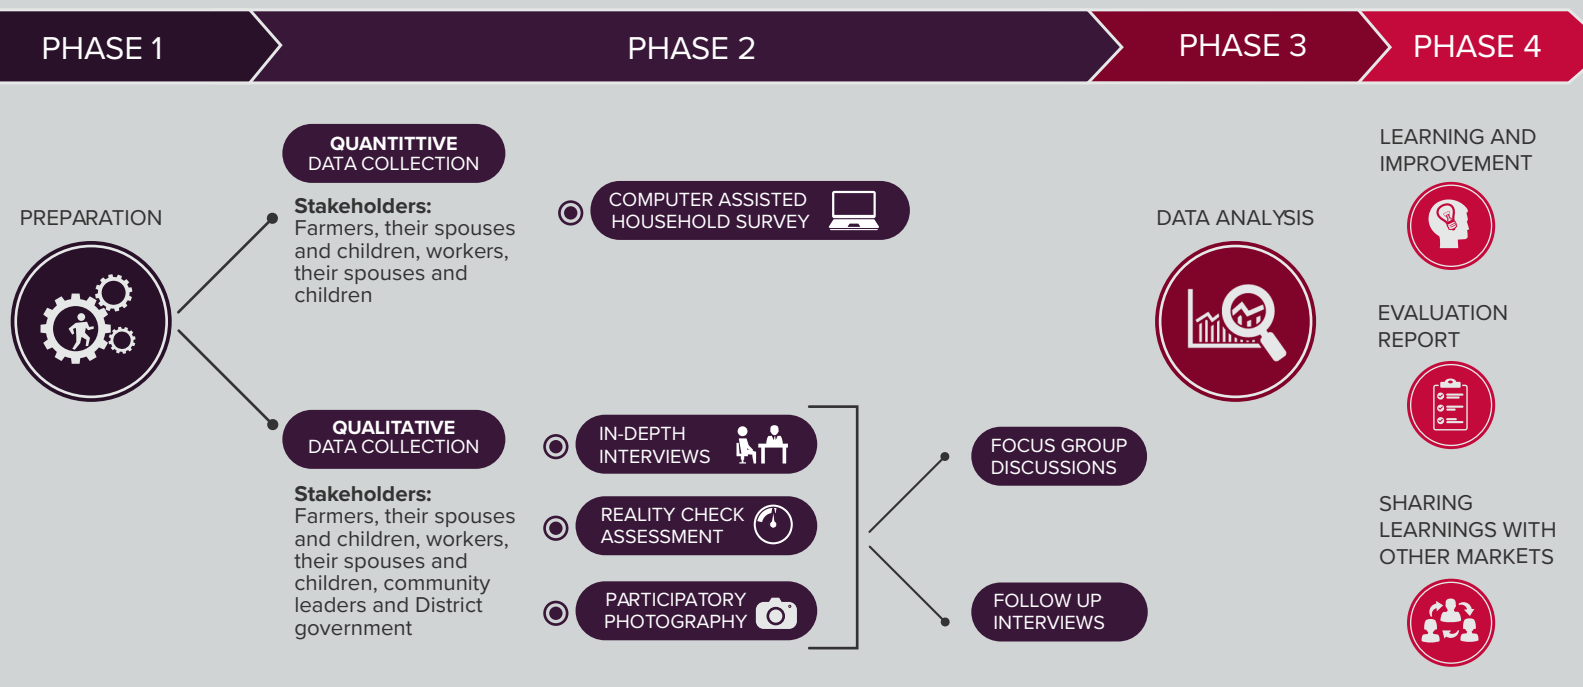 PHASE 1
PHASE 2
PHASE 3
PHASE 4
PREPARATION
QUANTITTIVE
DATA COLLECTION
Stakeholders:
Farmers, their spouses
and children, workers,
their spouses and
children
COMPUTER ASSISTED
HOUSEHOLD SURVEY
QUALITATIVE
DATA COLLECTION
Stakeholders:
Farmers, their spouses
and children, workers,
their spouses and
children, community
leaders and District
government
IN-DEPTH
INTERVIEWS
REALITY CHECK
ASSESSMENT
PARTICIPATORY
PHOTOGRAPHY
FOCUS GROUP
DISCUSSIONS
FOLLOW UP
INTERVIEWS
DATA ANALYSIS
LEARNING AND
IMPROVEMENT
EVALUATION
REPORT
SHARING
LEARNINGS WITH
OTHER MARKETS